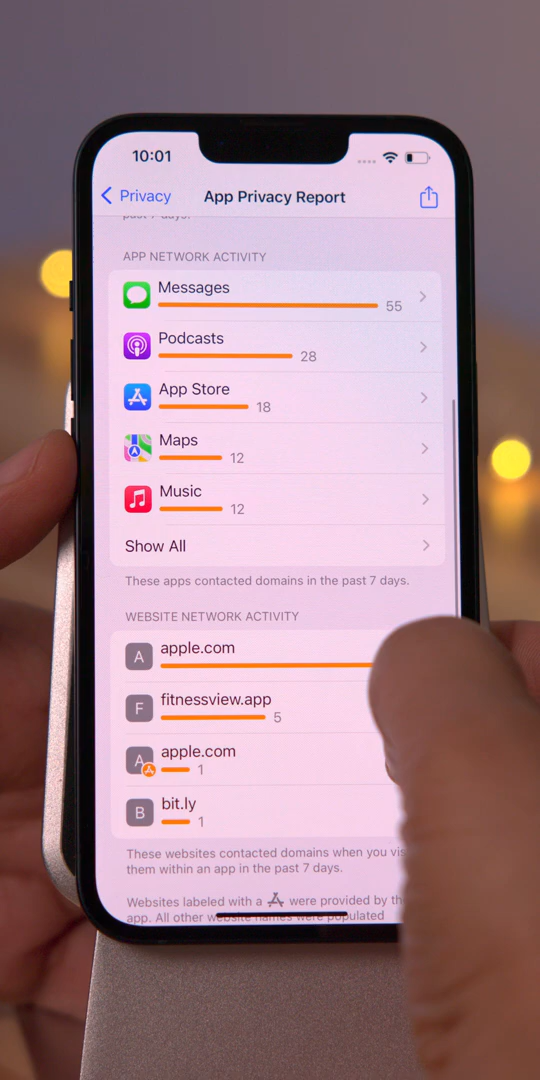 10:01
Privacy
App Privacy Report
past 7 days.
APP NETWORK ACTIVITY
Messages
55
Podcasts
28
App Store
18
Maps
12
Music
12
Show All
These apps contacted domains in the past 7 days.
WEBSITE NETWORK ACTIVITY
A
apple.com
F
fitnessview.app
5
A
apple.com
1
B
bit.ly
1
These websites contacted domains when you
them within an app in the past 7 days.
Websites labeled with a were provided by
app. All other website names were populated